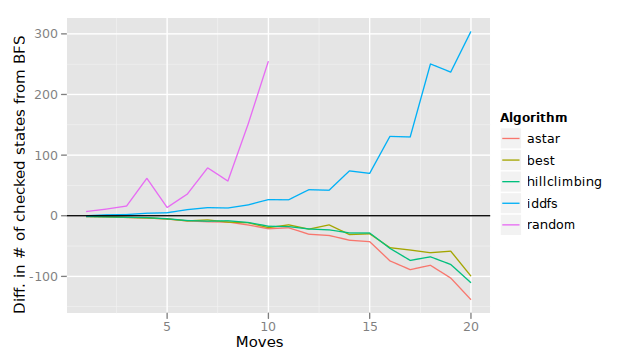 Diff. in # of checked states from BFS
300
200
100
0
-100
5
10
15
20
Moves
Algorithm
astar
best
hillclimbing
iddfs
random